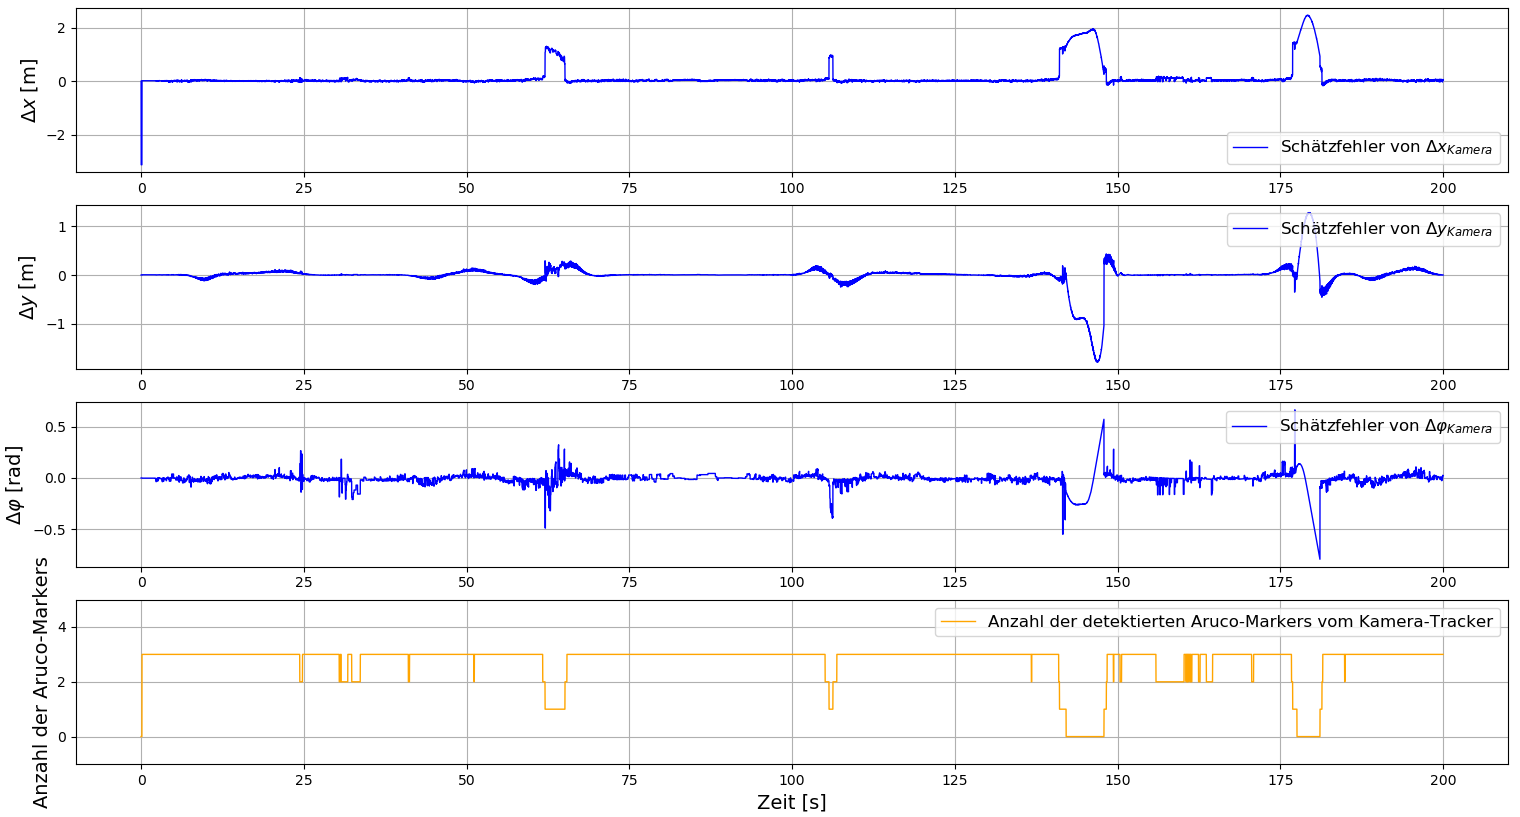 Δx [m]
2
0
−2
Schätzfehler von Δx_Kamera
0 25 50 75 100 125 150 175 200
Δy [m]
1
0
−1
Schätzfehler von Δy_Kamera
0 25 50 75 100 125 150 175 200
Δφ [rad]
0.5
0.0
−0.5
Schätzfehler von Δφ_Kamera
0 25 50 75 100 125 150 175 200
Anzahl der Aruco-Markers
4
2
0
Anzahl der detektierten Aruco-Markers vom Kamera-Tracker
0 25 50 75 100 125 150 175 200
Zeit [s]